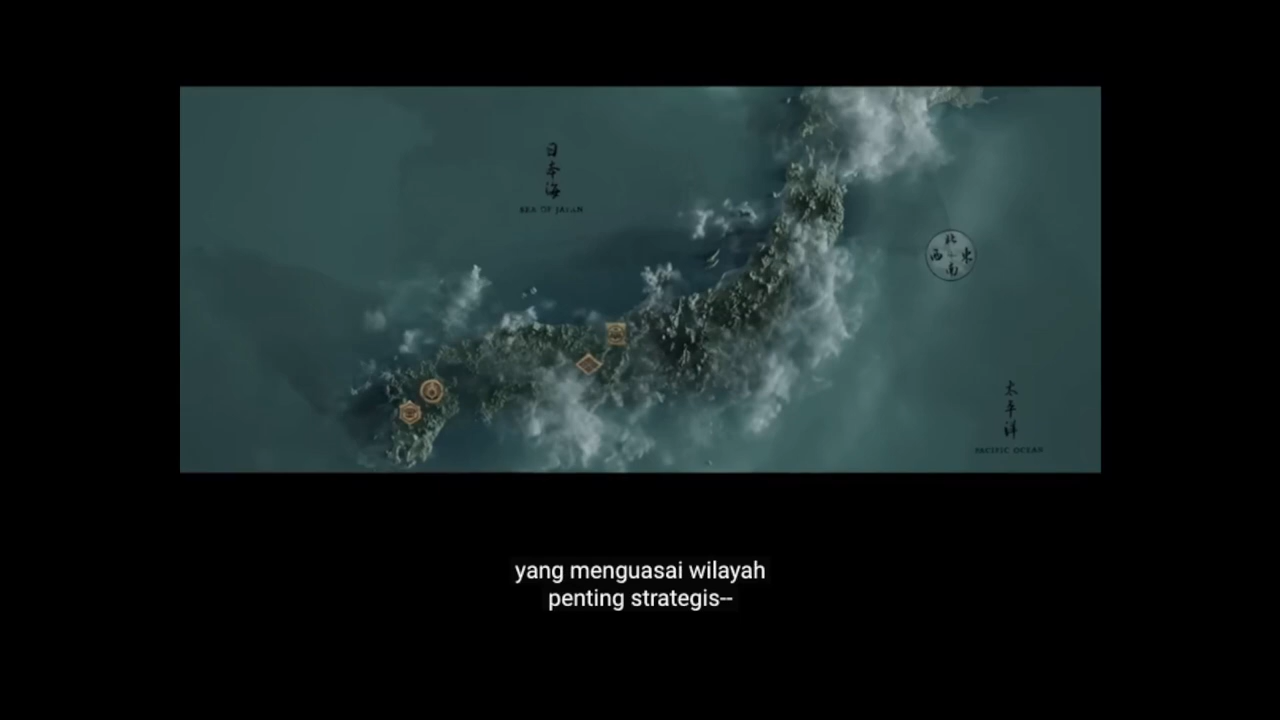 日本海
SEA OF JAPAN
北
西 東
南
太平洋
PACIFIC OCEAN
yang menguasai wilayah
penting strategis--